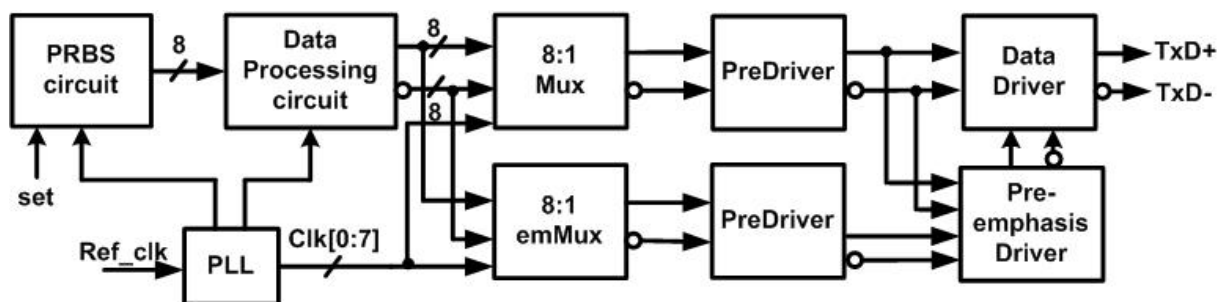 PRBS
circuit
8
Data
Processing
circuit
8
8
8:1
Mux
PreDriver
Data
Driver
TxD+
TxD-
set
Ref_clk
PLL
Clk[0:7]
8:1
emMux
PreDriver
Pre-
emphasis
Driver